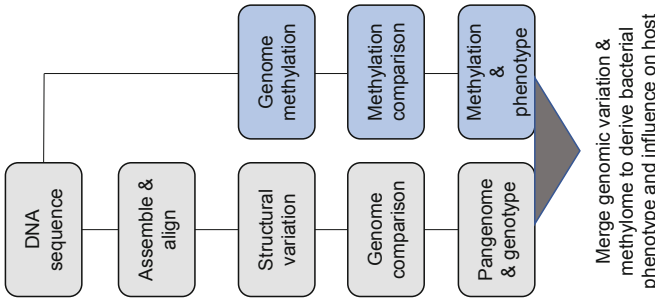 DNA
sequence
Assemble &
align
Structural
variation
Genome
comparison
Pangenome
& genotype
Genome
methylation
Methylation
comparison
Methylation
&
phenotype
Merge genomic variation &
methylome to derive bacterial
phenotype and influence on host